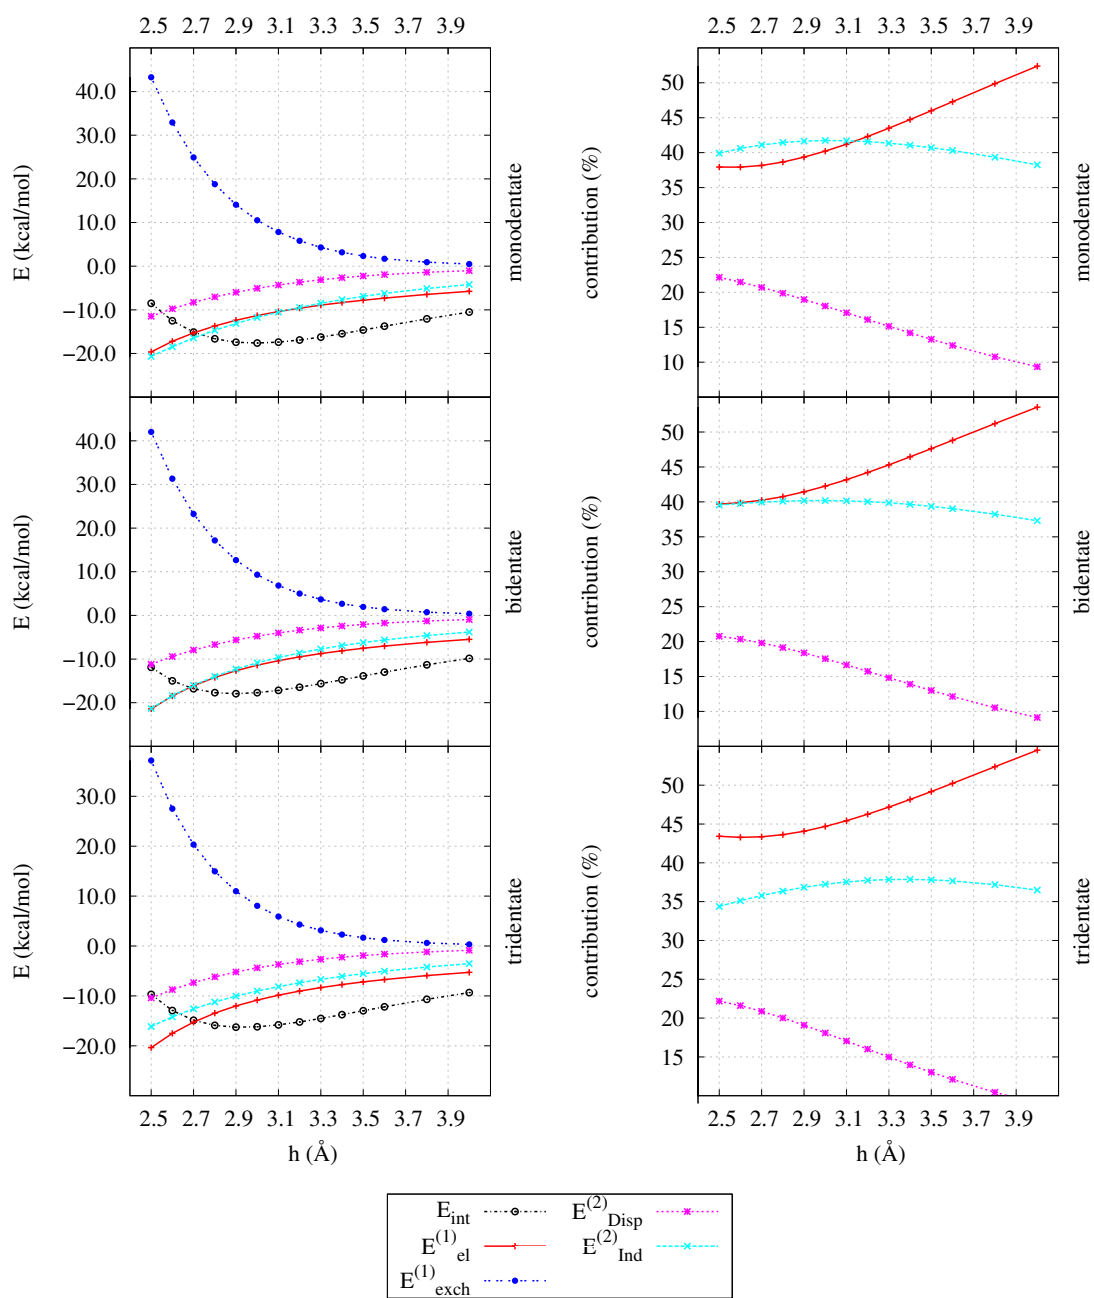 2.5 2.7 2.9 3.1 3.3 3.5 3.7 3.9
2.5 2.7 2.9 3.1 3.3 3.5 3.7 3.9
E (kcal/mol)
40.0
30.0
20.0
10.0
0.0
−10.0
−20.0
monodentate
contribution (%)
50
45
40
35
30
25
20
15
10
monodentate
E (kcal/mol)
40.0
30.0
20.0
10.0
0.0
−10.0
−20.0
bidentate
contribution (%)
50
45
40
35
30
25
20
15
10
bidentate
E (kcal/mol)
30.0
20.0
10.0
0.0
−10.0
−20.0
tridentate
contribution (%)
50
45
40
35
30
25
20
15
tridentate
2.5 2.7 2.9 3.1 3.3 3.5 3.7 3.9
h (Å)
2.5 2.7 2.9 3.1 3.3 3.5 3.7 3.9
h (Å)
E_int
E^(1)_el
E^(1)_exch
E^(2)_Disp
E^(2)_Ind